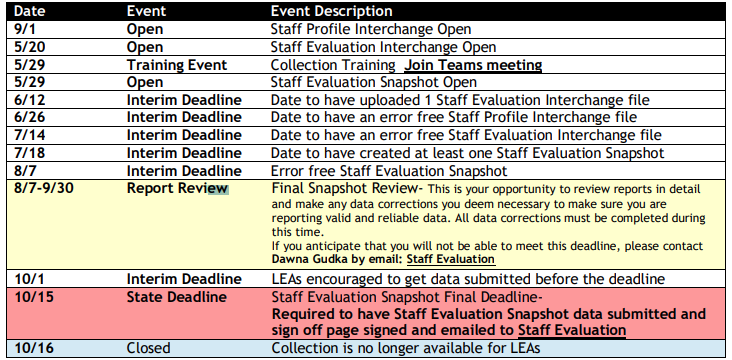 Date Event Event Description
9/1 Open Staff Profile Interchange Open
5/20 Open Staff Evaluation Interchange Open
5/29 Training Event Collection Training Join Teams meeting
5/29 Open Staff Evaluation Snapshot Open
6/12 Interim Deadline Date to have uploaded 1 Staff Evaluation Interchange file
6/26 Interim Deadline Date to have an error free Staff Profile Interchange file
7/14 Interim Deadline Date to have an error free Staff Evaluation Interchange file
7/18 Interim Deadline Date to have created at least one Staff Evaluation Snapshot
8/7 Interim Deadline Error free Staff Evaluation Snapshot
8/7-9/30 Report Review Final Snapshot Review- This is your opportunity to review reports in detail
and make any data corrections you deem necessary to make sure you are
reporting valid and reliable data. All data corrections must be completed during
this time.
If you anticipate that you will not be able to meet this deadline, please contact
Dawna Gudka by email: Staff Evaluation
10/1 Interim Deadline LEAs encouraged to get data submitted before the deadline
10/15 State Deadline Staff Evaluation Snapshot Final Deadline-
Required to have Staff Evaluation Snapshot data submitted and
sign off page signed and emailed to Staff Evaluation
10/16 Closed Collection is no longer available for LEAs